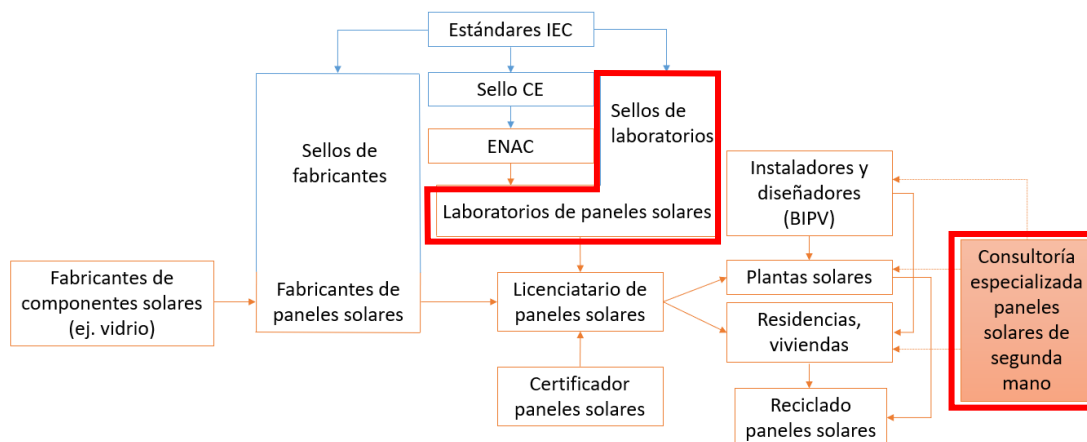 Estándares IEC
Sello CE
Sellos de
laboratorios
ENAC
Sellos de
fabricantes
Laboratorios de paneles solares
Instaladores y
diseñadores
(BIPV)
Fabricantes de
componentes solares
(ej. vidrio)
Fabricantes de
paneles solares
Licenciatario de
paneles solares
Plantas solares
Residencias,
viviendas
Consultoría
especializada
paneles
solares de
segunda
mano
Certificador
paneles solares
Reciclado
paneles solares